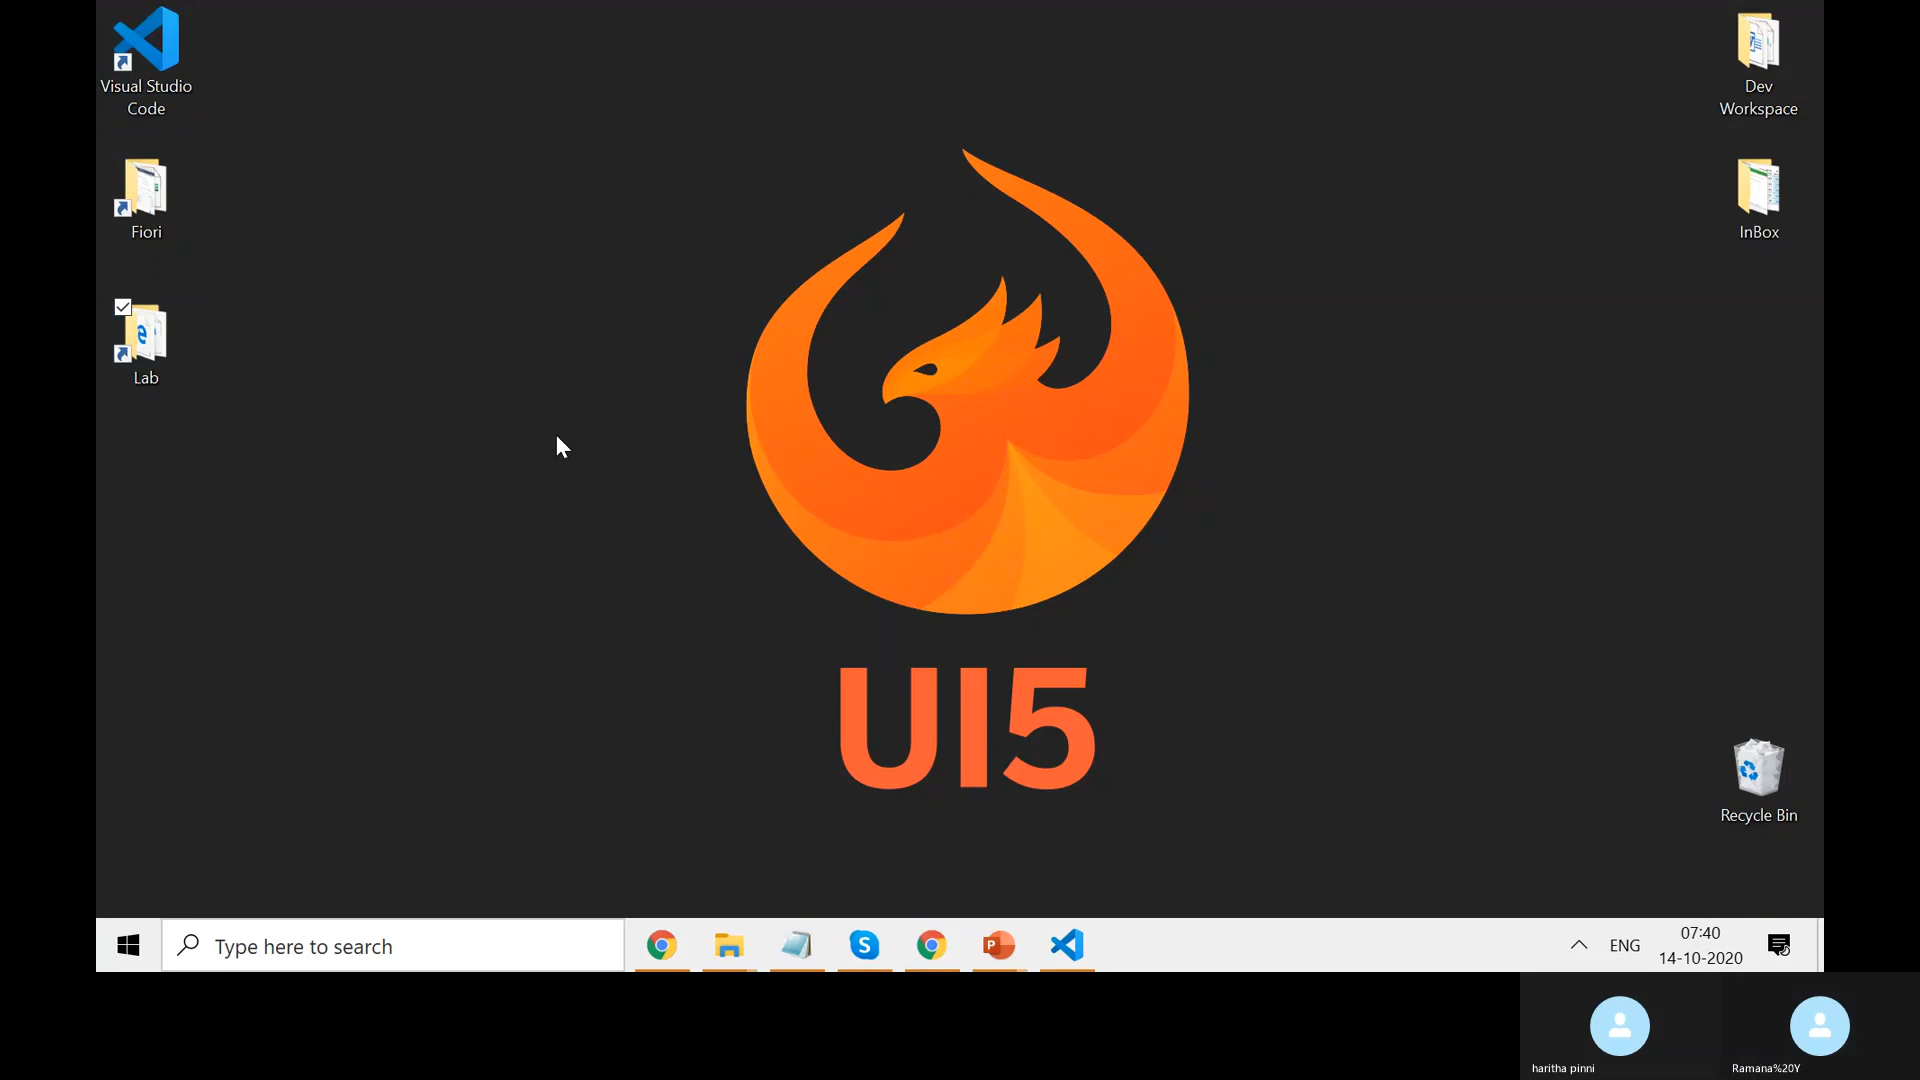 Visual Studio
Code
Dev
Workspace
Fiori
InBox
Lab
UI5
Recycle Bin
Type here to search
ENG
07:40
14-10-2020
haritha pinni
Ramana%20Y